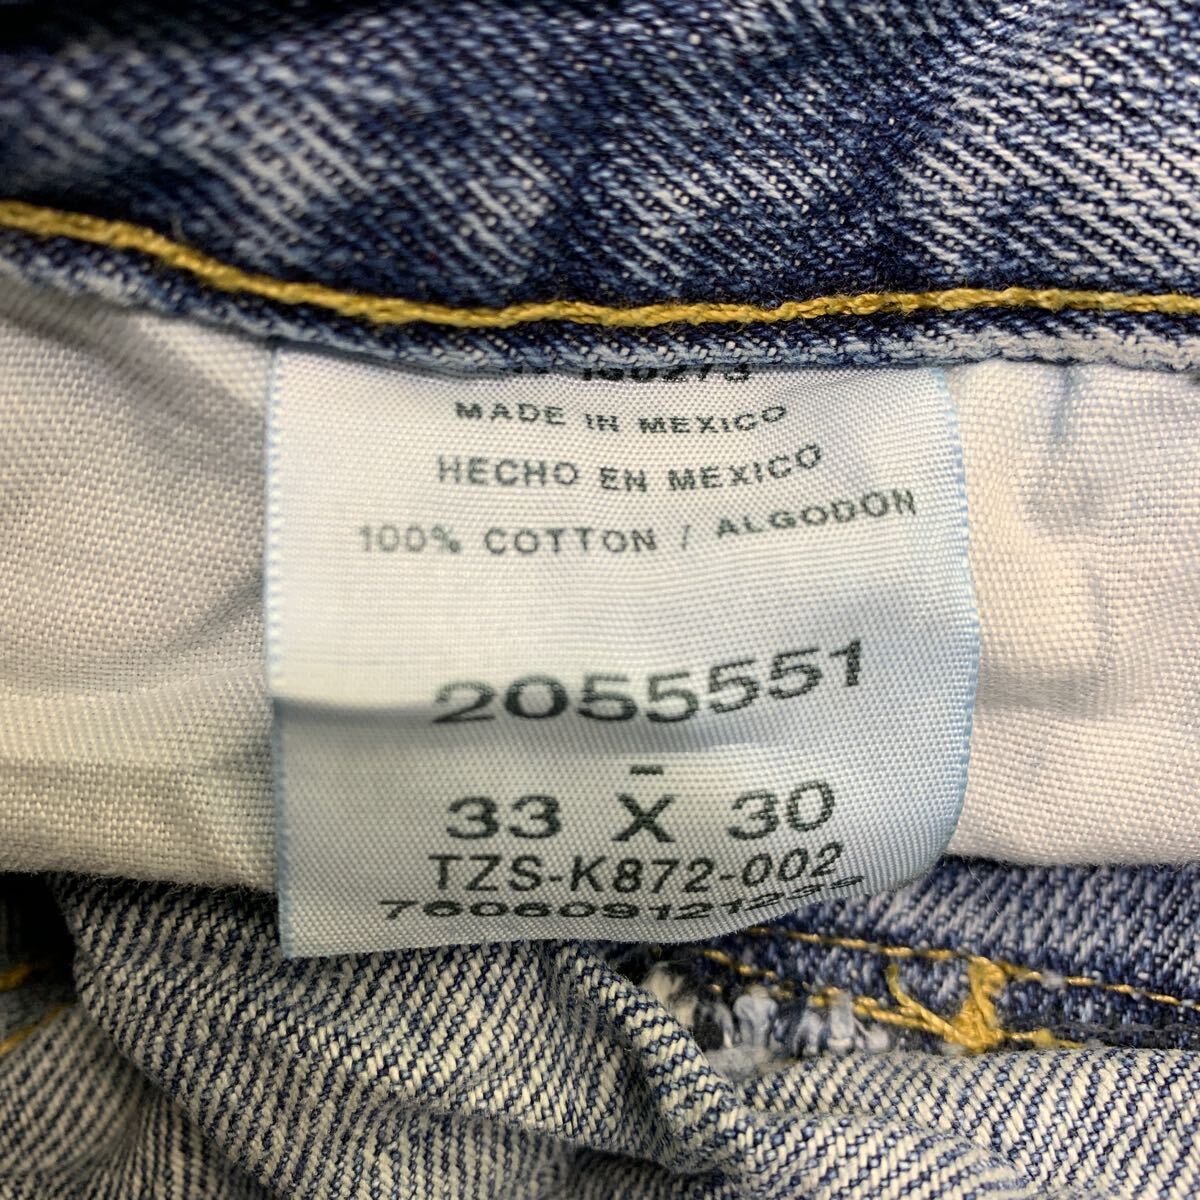 MADE IN MEXICO
HECHO EN MEXICO
100% COTTON / ALGODON
2055551
33 X 30
TZS-K872-002